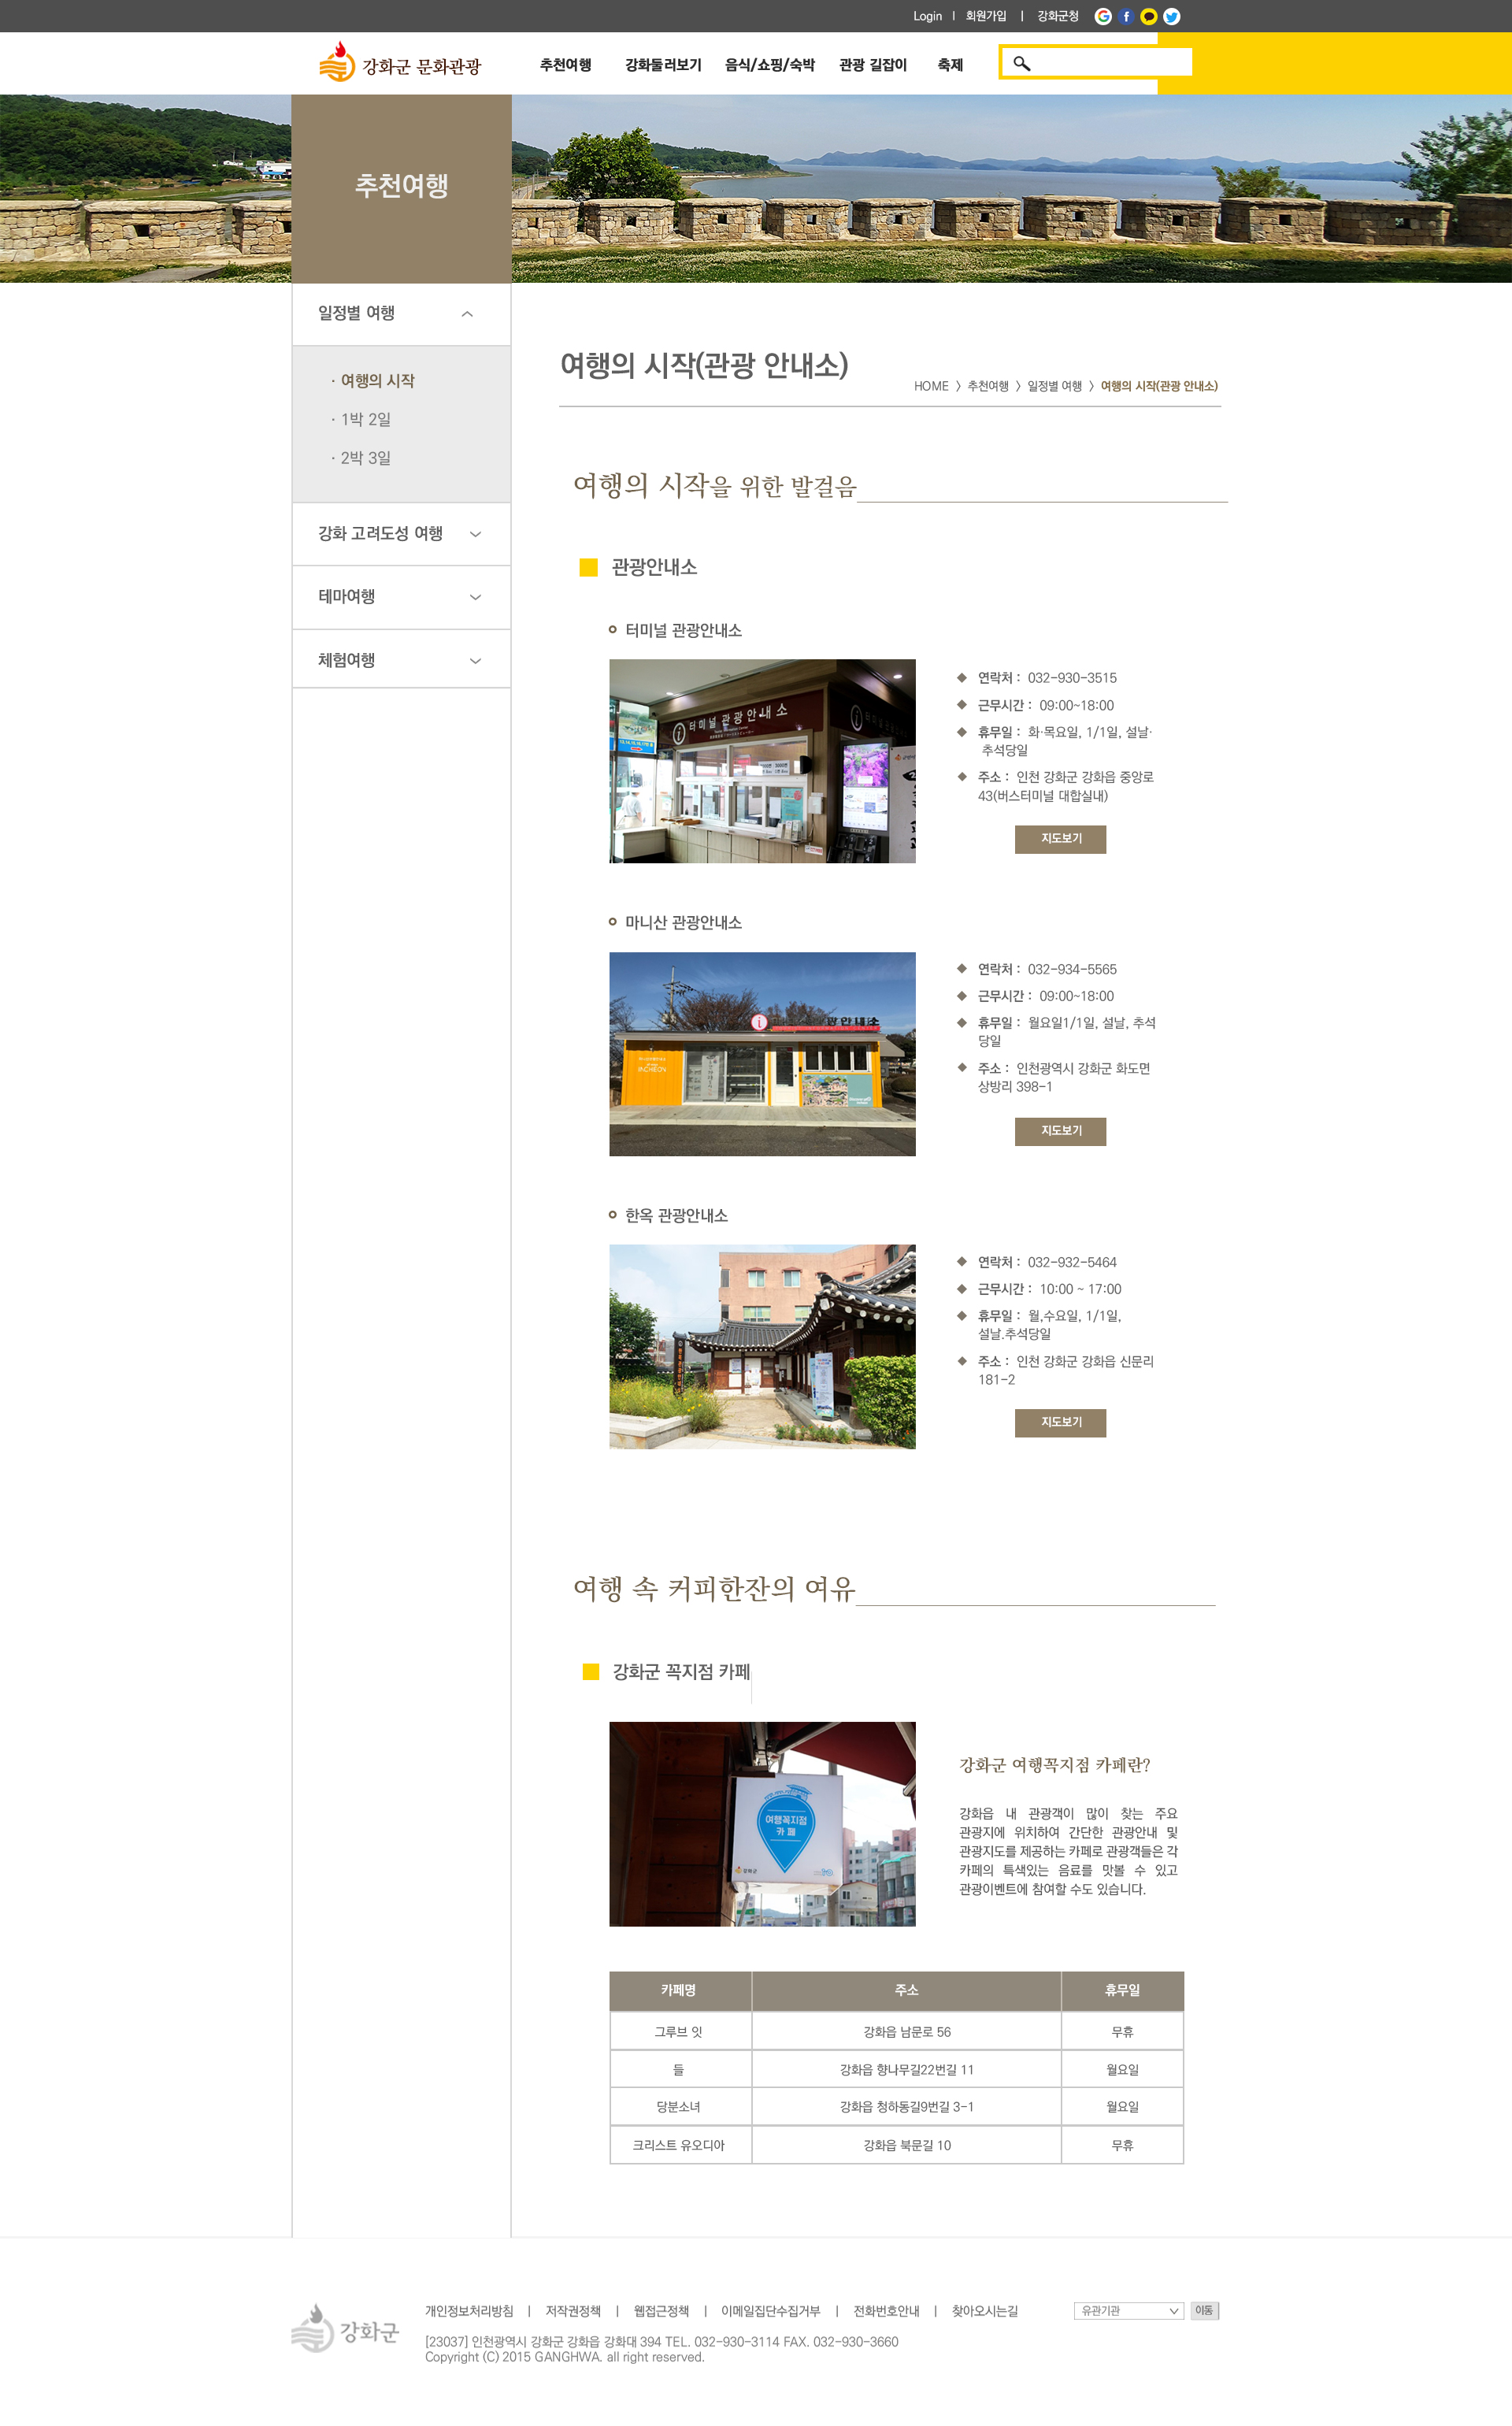 Login | 회원가입 | 강화군청
강화군 문화관광
추천여행 강화둘러보기 음식/쇼핑/숙박 관광 길잡이 축제
추천여행
일정별 여행
· 여행의 시작
· 1박 2일
· 2박 3일
강화 고려도성 여행
테마여행
체험여행
여행의 시작(관광 안내소)
HOME > 추천여행 > 일정별 여행 > 여행의 시작(관광 안내소)
여행의 시작을 위한 발걸음
관광안내소
터미널 관광안내소
터미널관광안내소
연락처 : 032-930-3515
근무시간 : 09:00~18:00
휴무일 : 화·목요일, 1/1일, 설날·
추석당일
주소 : 인천 강화군 강화읍 중앙로
43(버스터미널 대합실내)
지도보기
마니산 관광안내소
INCHEON
연락처 : 032-934-5565
근무시간 : 09:00~18:00
휴무일 : 월요일1/1일, 설날, 추석
당일
주소 : 인천광역시 강화군 화도면
상방리 398-1
지도보기
한옥 관광안내소
연락처 : 032-932-5464
근무시간 : 10:00 ~ 17:00
휴무일 : 월,수요일, 1/1일,
설날.추석당일
주소 : 인천 강화군 강화읍 신문리
181-2
지도보기
여행 속 커피한잔의 여유
강화군 꼭지점 카페
여행꼭지점
카페
강화군
강화군 여행꼭지점 카페란?
강화읍 내 관광객이 많이 찾는 주요
관광지에 위치하여 간단한 관광안내 및
관광지도를 제공하는 카페로 관광객들은 각
카페의 특색있는 음료를 맛볼 수 있고
관광이벤트에 참여할 수도 있습니다.
카페명 주소 휴무일
그루브 잇 강화읍 남문로 56 무휴
들 강화읍 향나무길22번길 11 월요일
당분소녀 강화읍 청하동길9번길 3-1 월요일
크리스트 유오디아 강화읍 북문길 10 무휴
강화군
개인정보처리방침 | 저작권정책 | 웹접근정책 | 이메일집단수집거부 | 전화번호안내 | 찾아오시는길
유관기관 이동
[23037] 인천광역시 강화군 강화읍 강화대 394 TEL. 032-930-3114 FAX. 032-930-3660
Copyright (C) 2015 GANGHWA. all right reserved.